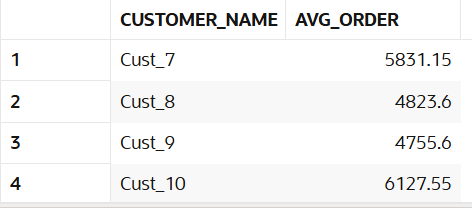 CUSTOMER_NAME AVG_ORDER
1 Cust_7 5831.15
2 Cust_8 4823.6
3 Cust_9 4755.6
4 Cust_10 6127.55